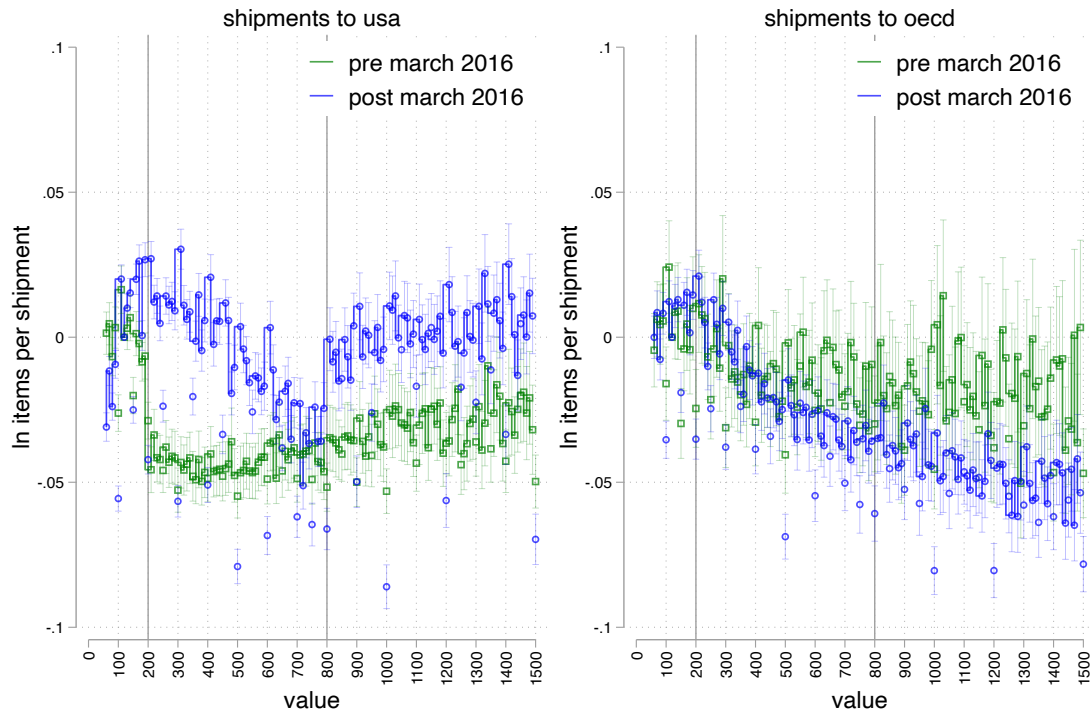 shipments to usa
pre march 2016
post march 2016
ln items per shipment
.1
.05
0
-.05
-.1
0 100 200 300 400 500 600 700 800 900 1000 1100 1200 1300 1400 1500
value
shipments to oecd
pre march 2016
post march 2016
ln items per shipment
.1
.05
0
-.05
-.1
0 100 200 300 400 500 600 700 800 900 1000 1100 1200 1300 1400 1500
value